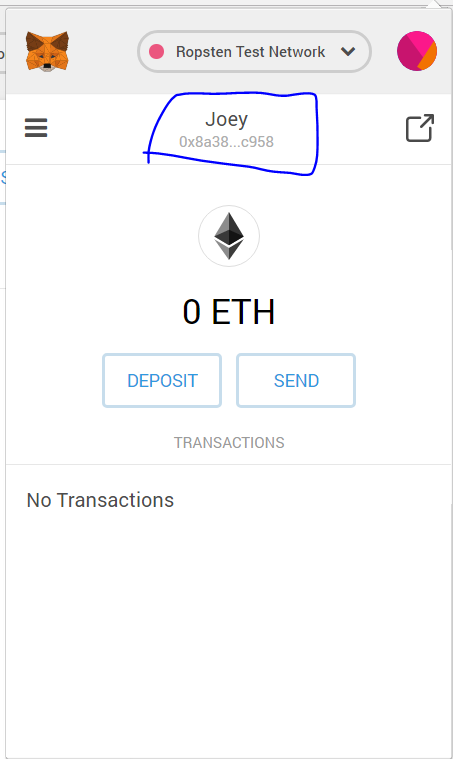 Ropsten Test Network
Joey
0x8a38...c958
0 ETH
DEPOSIT
SEND
TRANSACTIONS
No Transactions